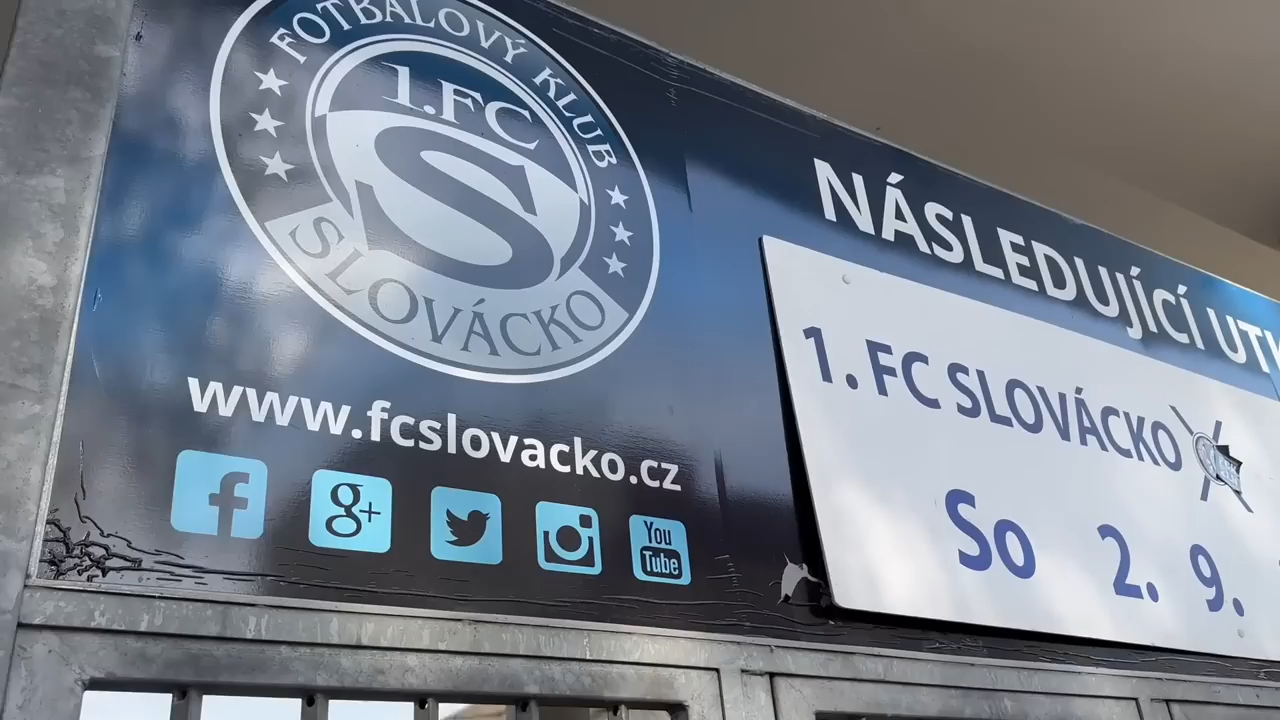 FOTBALOVÝ KLUB
1.FC
S
SLOVÁCKO
www.fcslovacko.cz
f
g+
You
Tube
NÁSLEDUJÍCÍ UTK
1. FC SLOVÁCKO
So 2. 9.